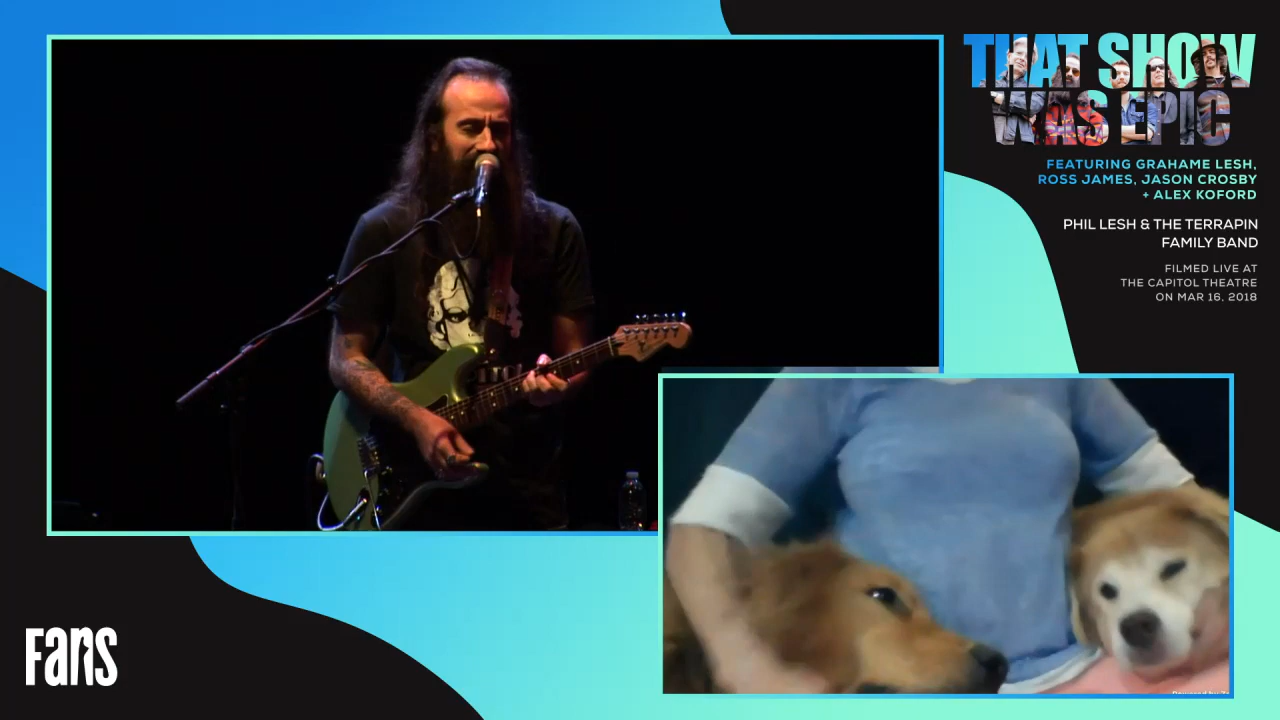 THAT SHOW
WAS EPIC
FEATURING GRAHAME LESH,
ROSS JAMES, JASON CROSBY
+ ALEX KOFORD
PHIL LESH & THE TERRAPIN
FAMILY BAND
FILMED LIVE AT
THE CAPITOL THEATRE
ON MAR 16, 2018
Fans